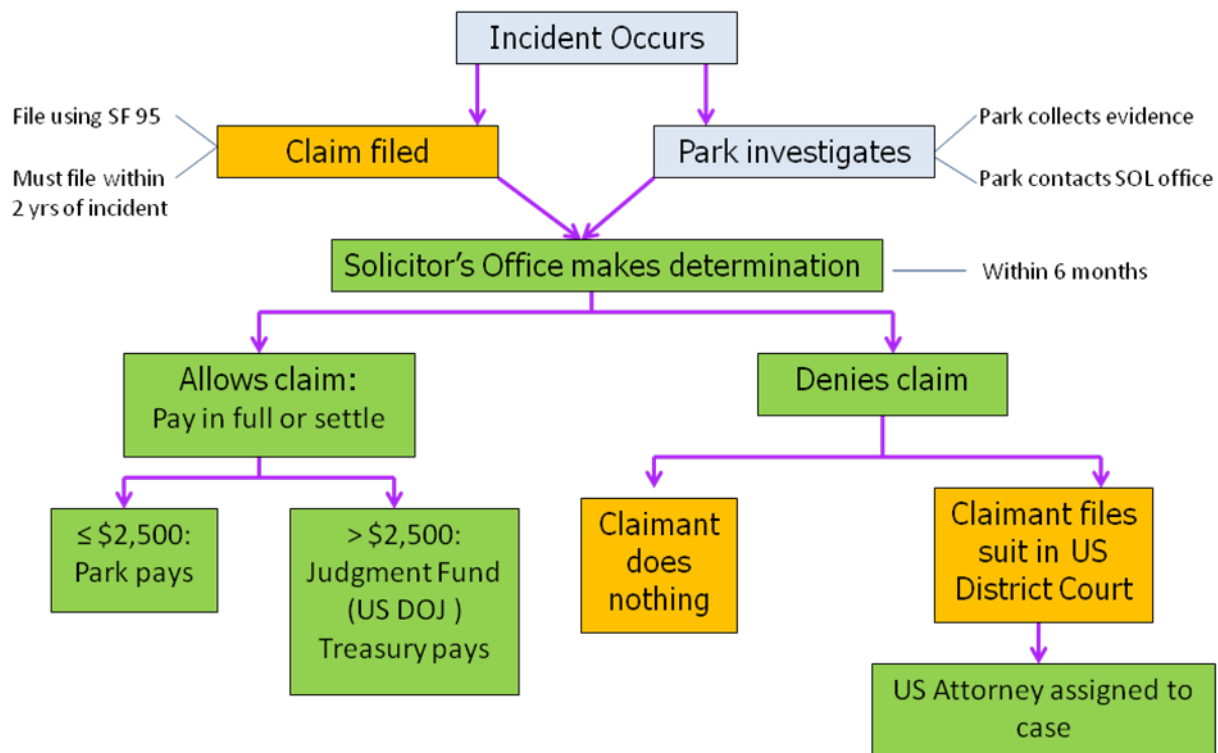 Incident Occurs
File using SF 95
Must file within
2 yrs of incident
Claim filed
Park investigates
Park collects evidence
Park contacts SOL office
Solicitor's Office makes determination
Within 6 months
Allows claim:
Pay in full or settle
Denies claim
≤ $2,500:
Park pays
> $2,500:
Judgment Fund
(US DOJ )
Treasury pays
Claimant
does
nothing
Claimant files
suit in US
District Court
US Attorney assigned to
case